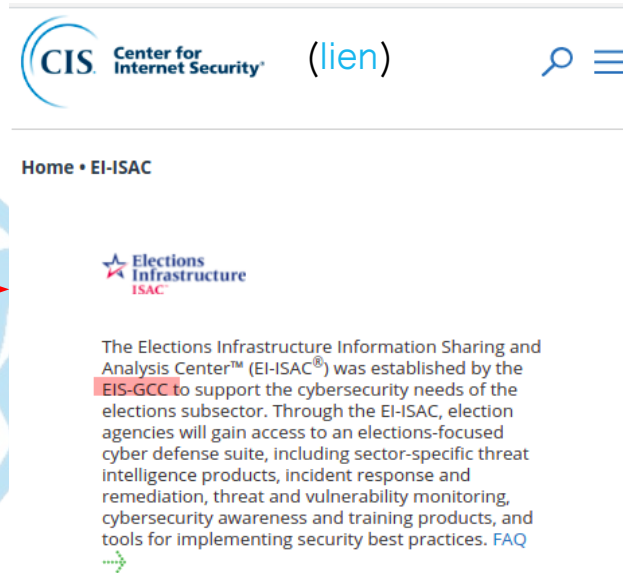 CIS. Center for
Internet Security®
(lien)
Home • EI-ISAC
Elections
Infrastructure
ISAC™
The Elections Infrastructure Information Sharing and
Analysis Center™ (EI-ISAC®) was established by the
EIS-GCC to support the cybersecurity needs of the
elections subsector. Through the EI-ISAC, election
agencies will gain access to an elections-focused
cyber defense suite, including sector-specific threat
intelligence products, incident response and
remediation, threat and vulnerability monitoring,
cybersecurity awareness and training products, and
tools for implementing security best practices. FAQ